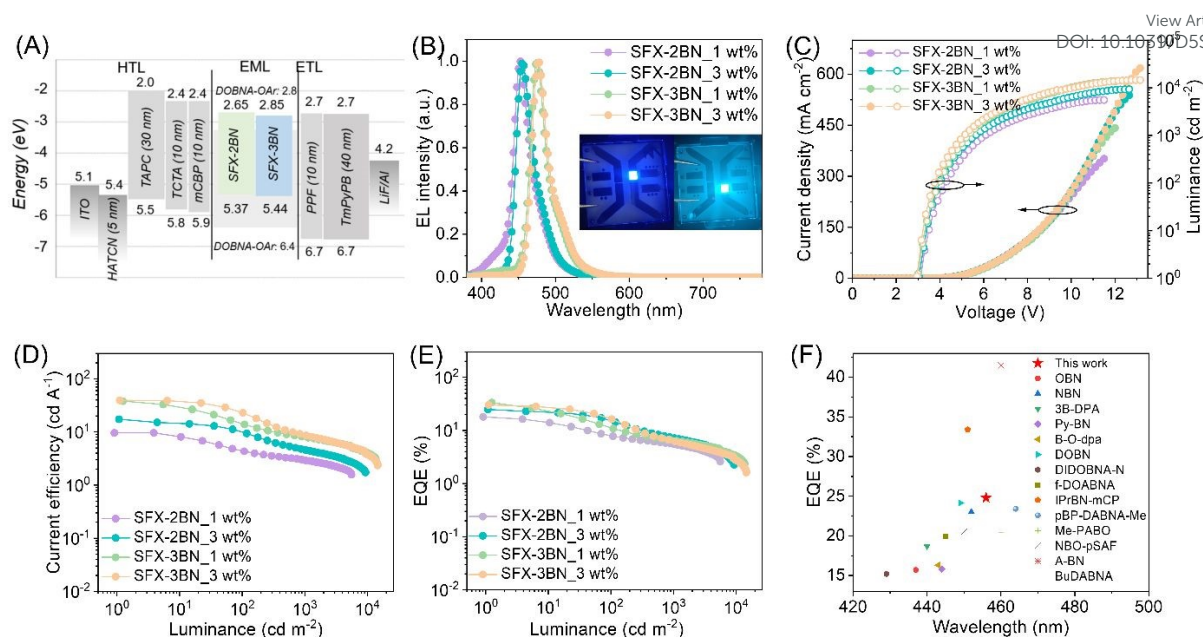 View Art
DOI: 10.1039/D5S
(A)
HTL
EML
ETL
2.0
2.4 2.4
DOBNA-OAr: 2.8
2.65
2.85
2.7
2.7
4.2
5.1
5.4
ITO
HATCN (5 nm)
TAPC (30 nm)
TCTA (10 nm)
mCBP (10 nm)
SFX-2BN
SFX-3BN
PPF (10 nm)
TmPyPB (40 nm)
LiF/Al
5.5
5.8
5.9
5.37
5.44
DOBNA-OAr: 6.4
6.7
6.7
Energy (eV)
-2
-3
-4
-5
-6
-7
(B)
SFX-2BN_1 wt%
SFX-2BN_3 wt%
SFX-3BN_1 wt%
SFX-3BN_3 wt%
EL intensity (a.u.)
1.0
0.8
0.6
0.4
0.2
0.0
400 500 600 700
Wavelength (nm)
(C)
SFX-2BN_1 wt%
SFX-2BN_3 wt%
SFX-3BN_1 wt%
SFX-3BN_3 wt%
Current density (mA cm⁻²)
600
525
450
375
300
225
150
75
0
0 2 4 6 8 10 12
Voltage (V)
10⁵
10⁴
10³
10²
10¹
10⁰
Luminance (cd m⁻²)
(D)
Current efficiency (cd A⁻¹)
10²
10¹
10⁰
10⁻¹
10⁻²
SFX-2BN_1 wt%
SFX-2BN_3 wt%
SFX-3BN_1 wt%
SFX-3BN_3 wt%
10⁰ 10¹ 10² 10³ 10⁴
Luminance (cd m⁻²)
(E)
EQE (%)
10²
10¹
10⁰
10⁻¹
10⁻²
SFX-2BN_1 wt%
SFX-2BN_3 wt%
SFX-3BN_1 wt%
SFX-3BN_3 wt%
10⁰ 10¹ 10² 10³ 10⁴
Luminance (cd m⁻²)
(F)
EQE (%)
40
35
30
25
20
15
This work
OBN
NBN
3B-DPA
Py-BN
B-O-dpa
DOBN
DIDOBNA-N
f-DOABNA
IPrBN-mCP
pBP-DABNA-Me
Me-PABO
NBO-pSAF
A-BN
BuDABNA
420 440 460 480 500
Wavelength (nm)